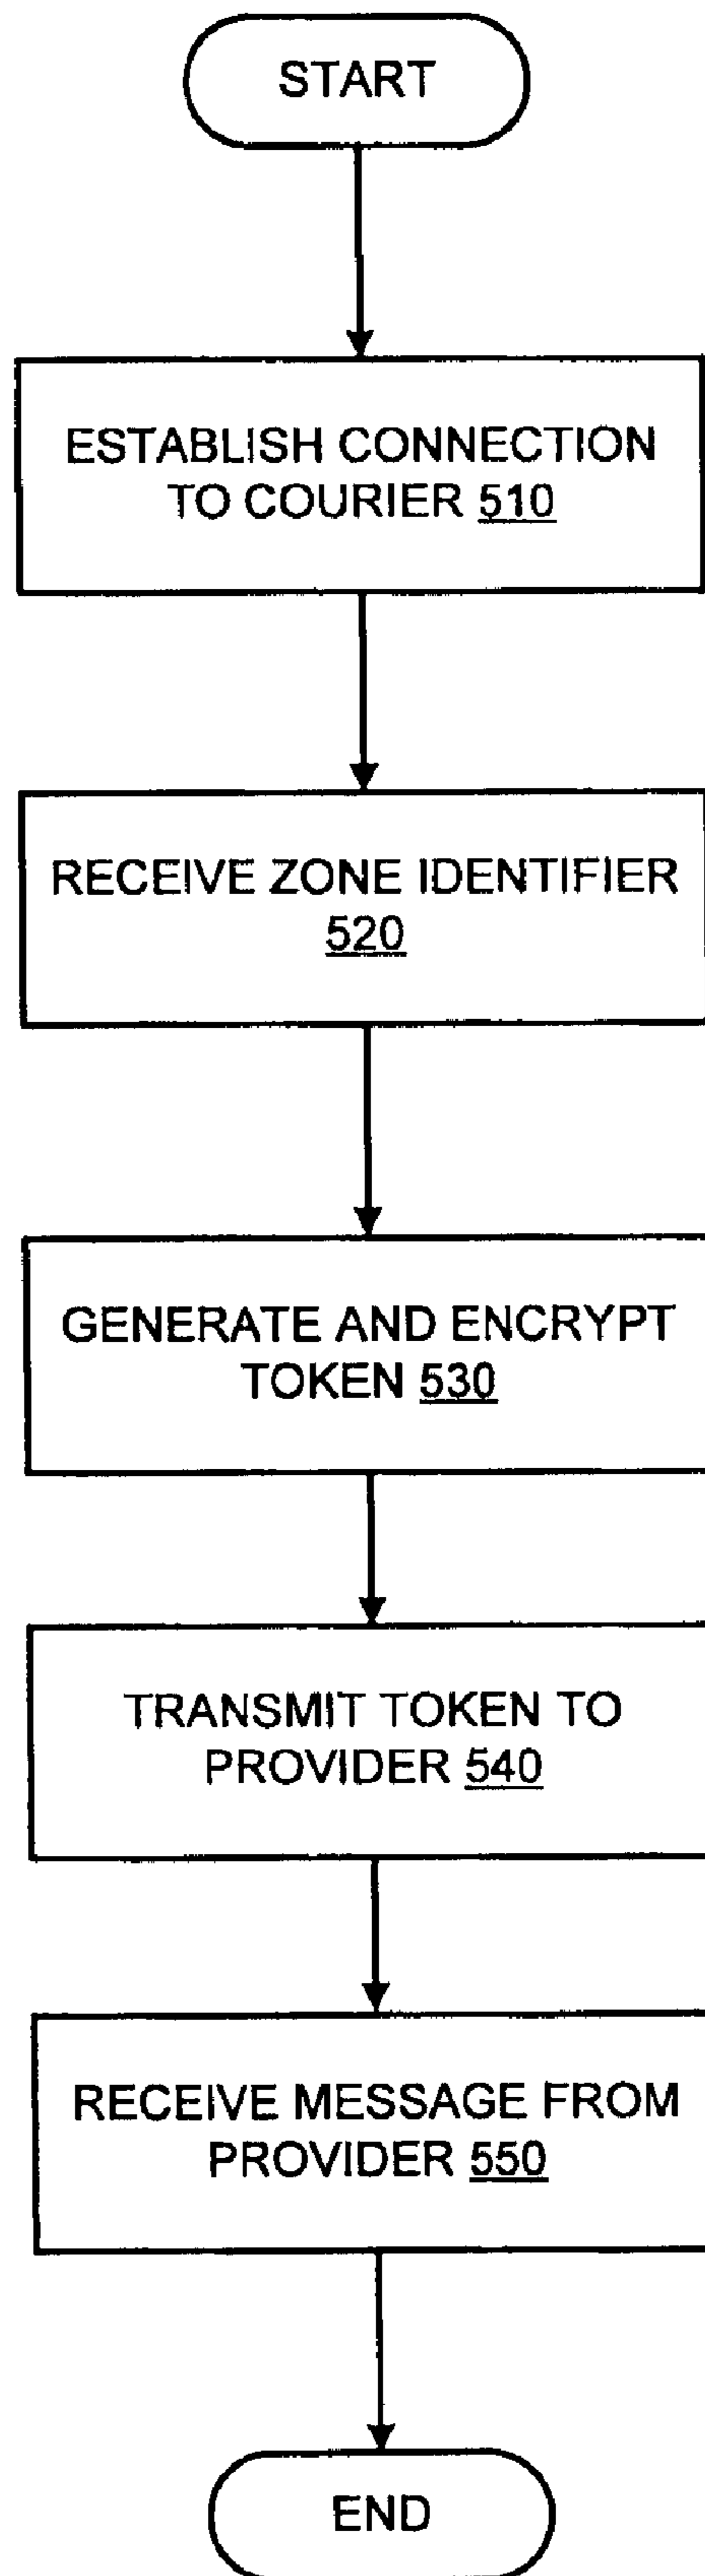 START
ESTABLISH CONNECTION
TO COURIER 510
RECEIVE ZONE IDENTIFIER
520
GENERATE AND ENCRYPT
TOKEN 530
TRANSMIT TOKEN TO
PROVIDER 540
RECEIVE MESSAGE FROM
PROVIDER 550
END